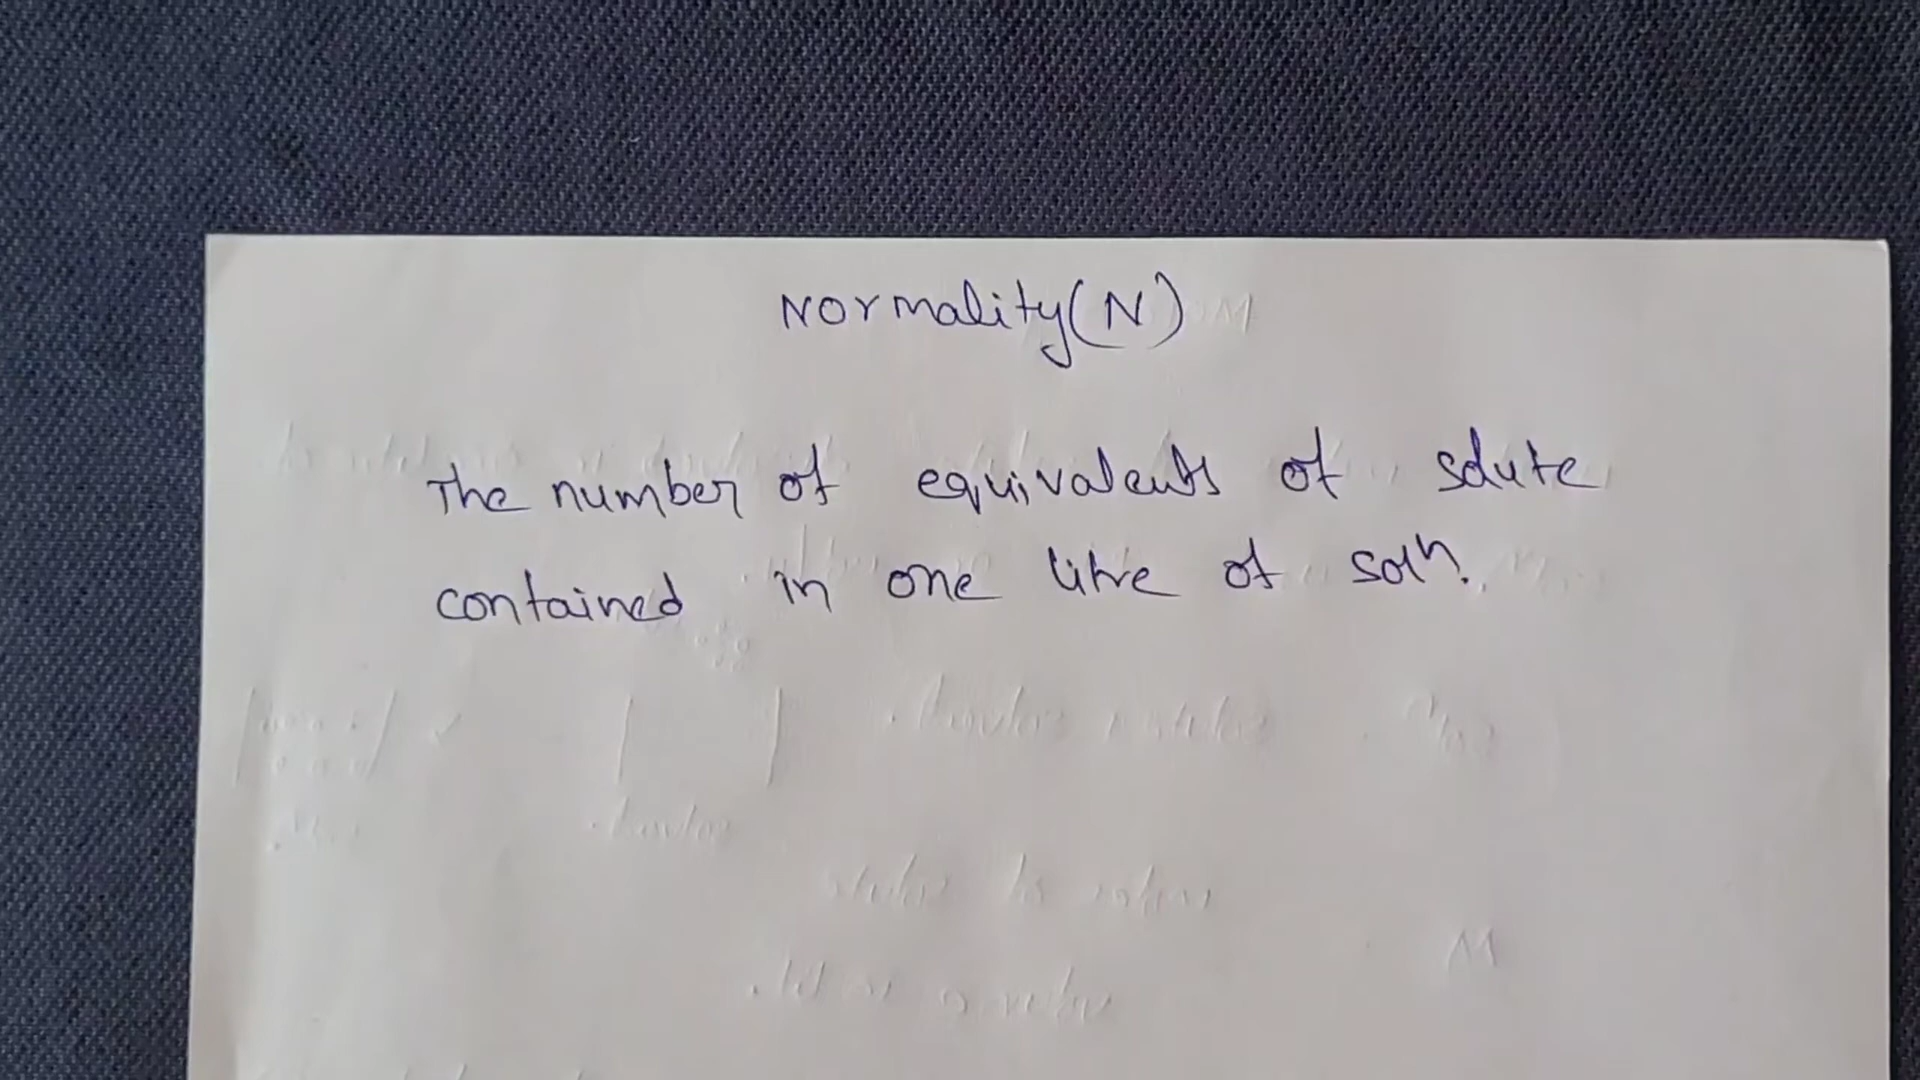 Normality(N)
The number of equivalents of solute
contained in one litre of soln.